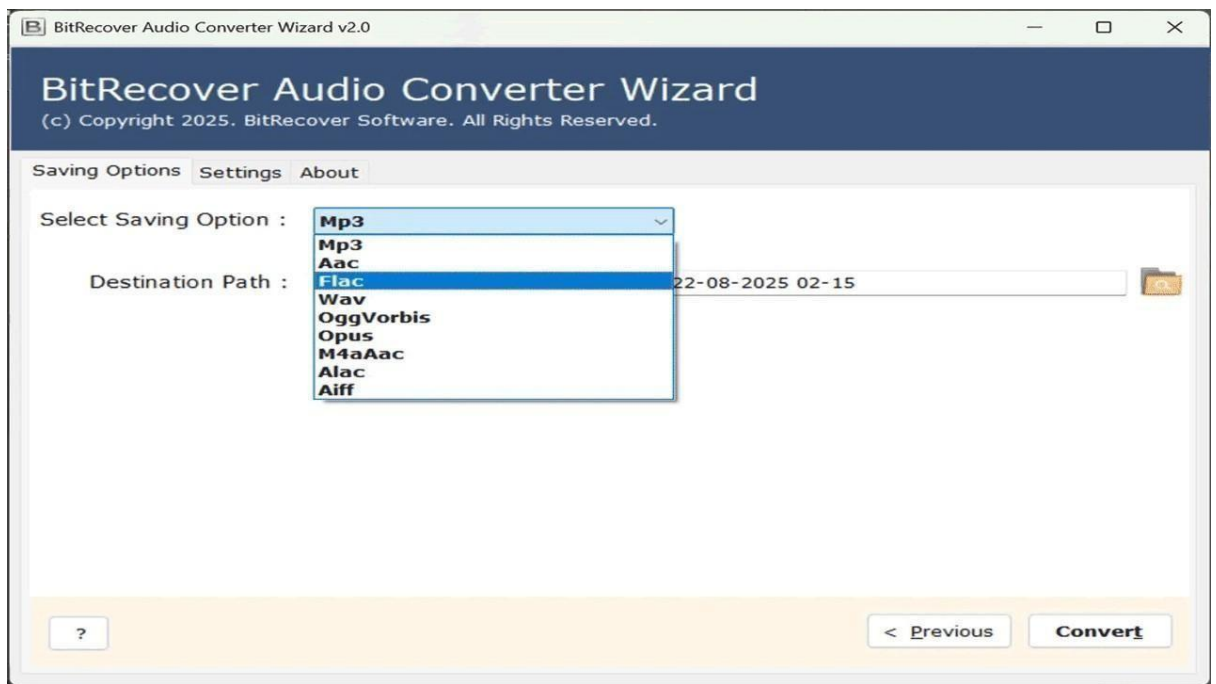 BitRecover Audio Converter Wizard v2.0
BitRecover Audio Converter Wizard
(c) Copyright 2025. BitRecover Software. All Rights Reserved.
Saving Options Settings About
Select Saving Option : Mp3
Mp3
Aac
Destination Path : Flac 22-08-2025 02-15
Wav
OggVorbis
Opus
M4aAac
Alac
Aiff
? < Previous Convert